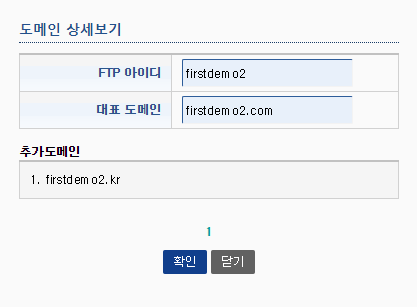 도메인 상세보기
FTP 아이디 firstdemo2
대표 도메인 firstdemo2.com
추가도메인
1. firstdemo2.kr
1
확인 닫기